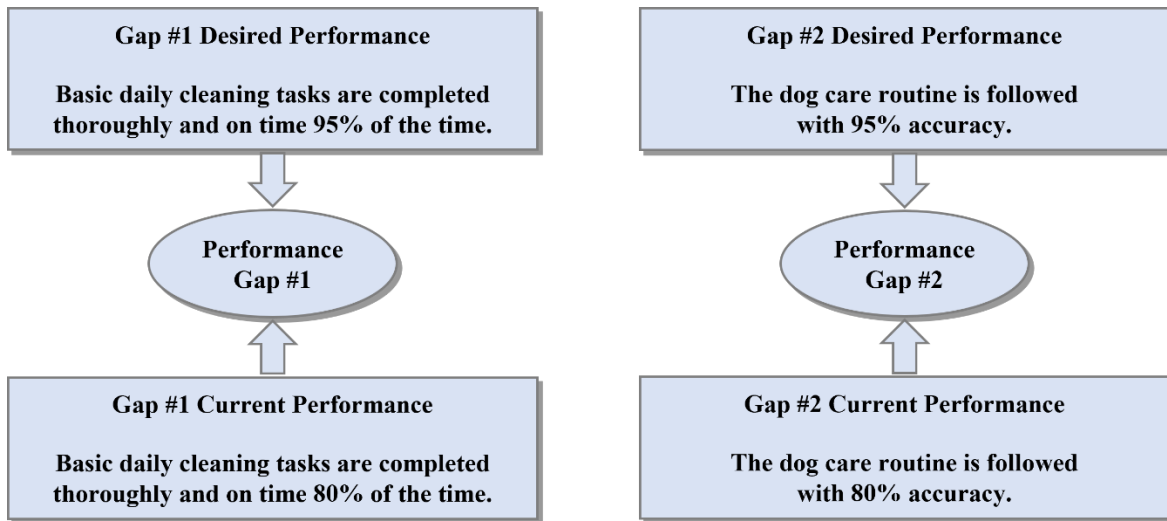 Gap #1 Desired Performance
Basic daily cleaning tasks are completed
thoroughly and on time 95% of the time.
Performance
Gap #1
Gap #1 Current Performance
Basic daily cleaning tasks are completed
thoroughly and on time 80% of the time.
Gap #2 Desired Performance
The dog care routine is followed
with 95% accuracy.
Performance
Gap #2
Gap #2 Current Performance
The dog care routine is followed
with 80% accuracy.